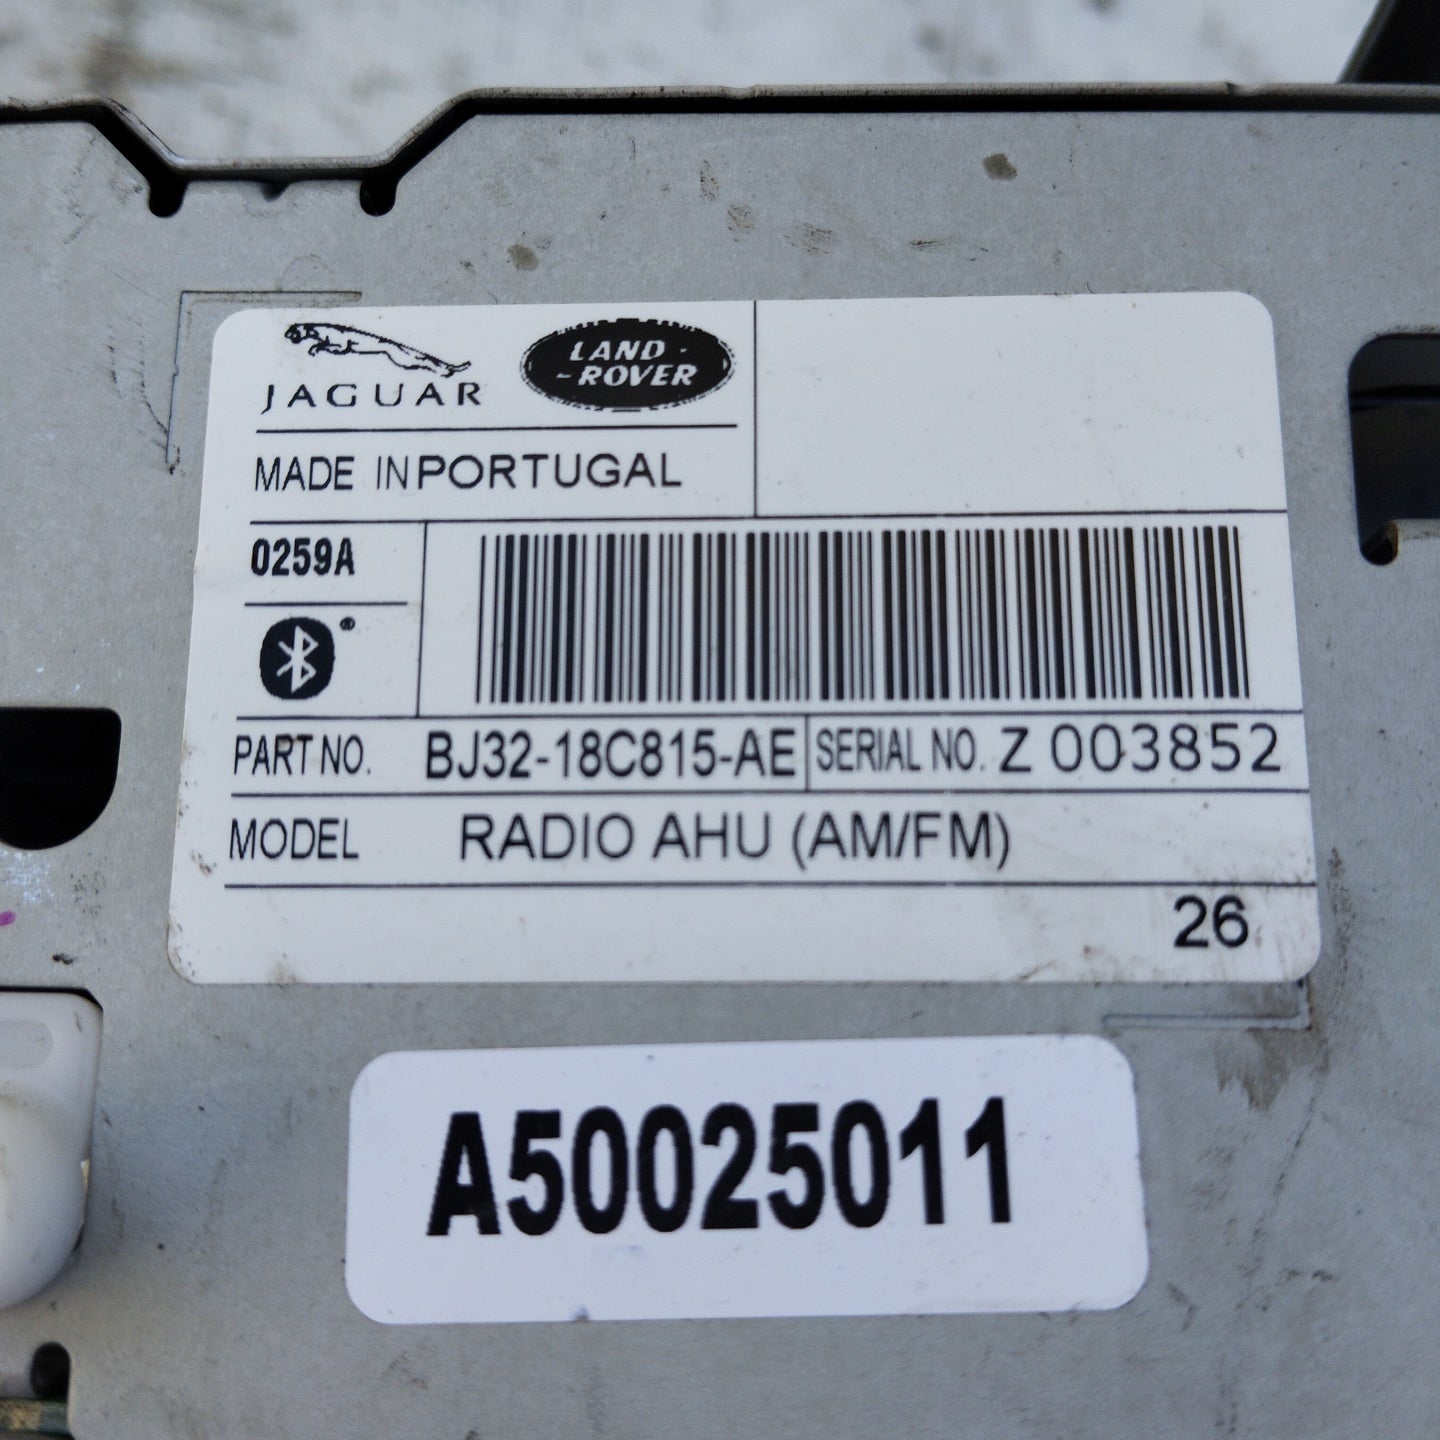 JAGUAR
LAND-
-ROVER
MADE IN PORTUGAL
0259A
PART NO. BJ32-18C815-AE SERIAL NO. Z 003852
MODEL RADIO AHU (AM/FM)
26
A50025011